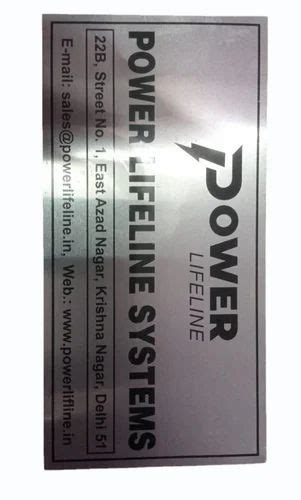 POWER
LIFELINE
POWER LIFELINE SYSTEMS
22B, Street No. 1, East Azad Nagar, Krishna Nagar, Delhi 51
E-mail: sales@powerlifeline.in, Web.: www.powerlifline.in